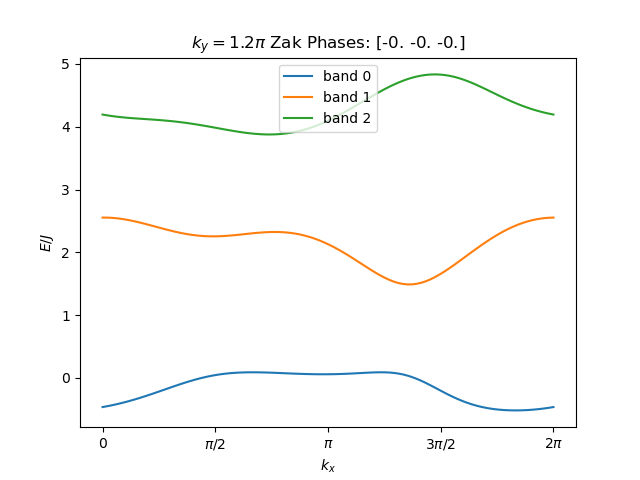 $k_y = 1.2\pi$ Zak Phases: [-0. -0. -0.]
band 0
band 1
band 2
E/J
5
4
3
2
1
0
0
π/2
π
3π/2
2π
$k_x$